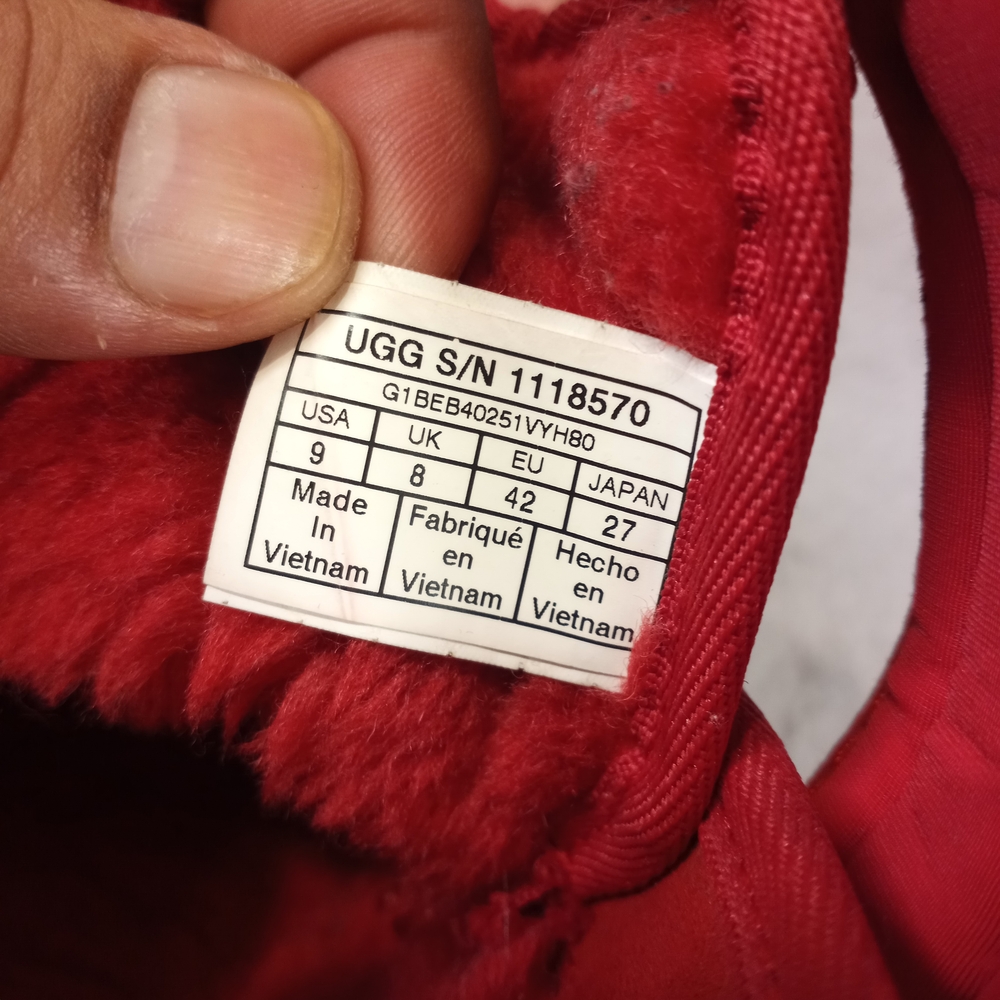 UGG S/N 1118570
G1BEB40251VYH80
USA UK EU JAPAN
9 8 42 27
Made In Vietnam
Fabriqué en Vietnam
Hecho en Vietnam